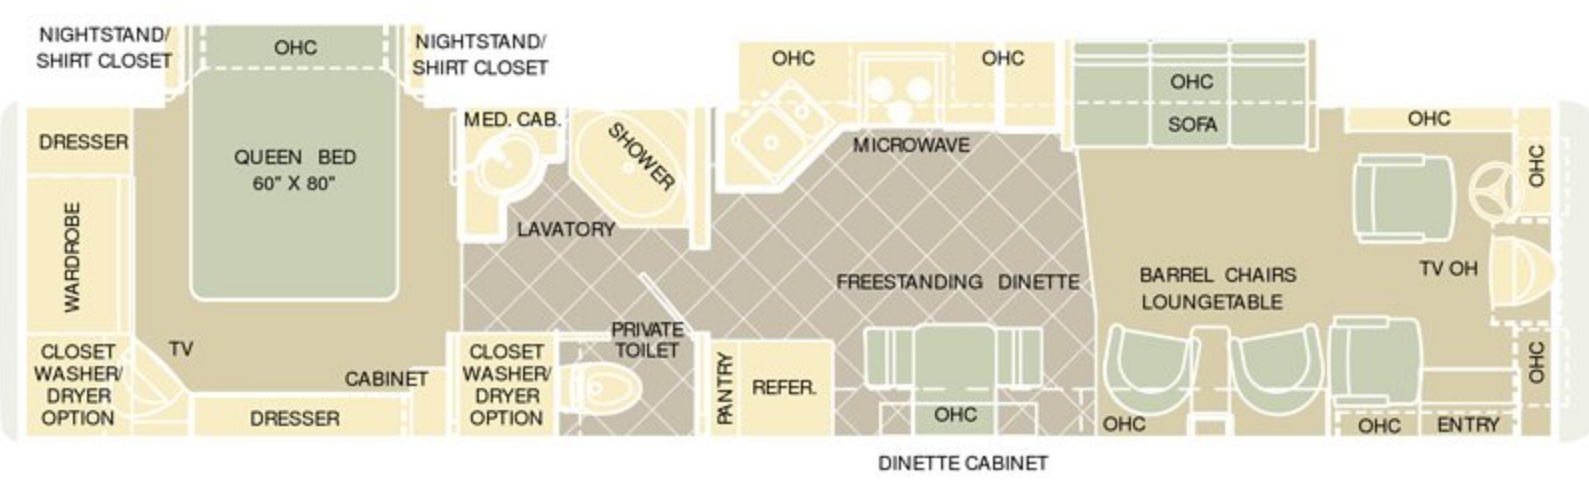 NIGHTSTAND/
SHIRT CLOSET
OHC
NIGHTSTAND/
SHIRT CLOSET
DRESSER
QUEEN BED
60" X 80"
WARDROBE
CLOSET
WASHER/
DRYER
OPTION
TV
CABINET
DRESSER
MED. CAB.
SHOWER
LAVATORY
PRIVATE
TOILET
CLOSET
WASHER/
DRYER
OPTION
OHC
OHC
MICROWAVE
PANTRY
REFER.
FREESTANDING DINETTE
OHC
DINETTE CABINET
OHC
SOFA
BARREL CHAIRS
LOUNGETABLE
OHC
OHC
OHC
TV OH
OHC
OHC
ENTRY